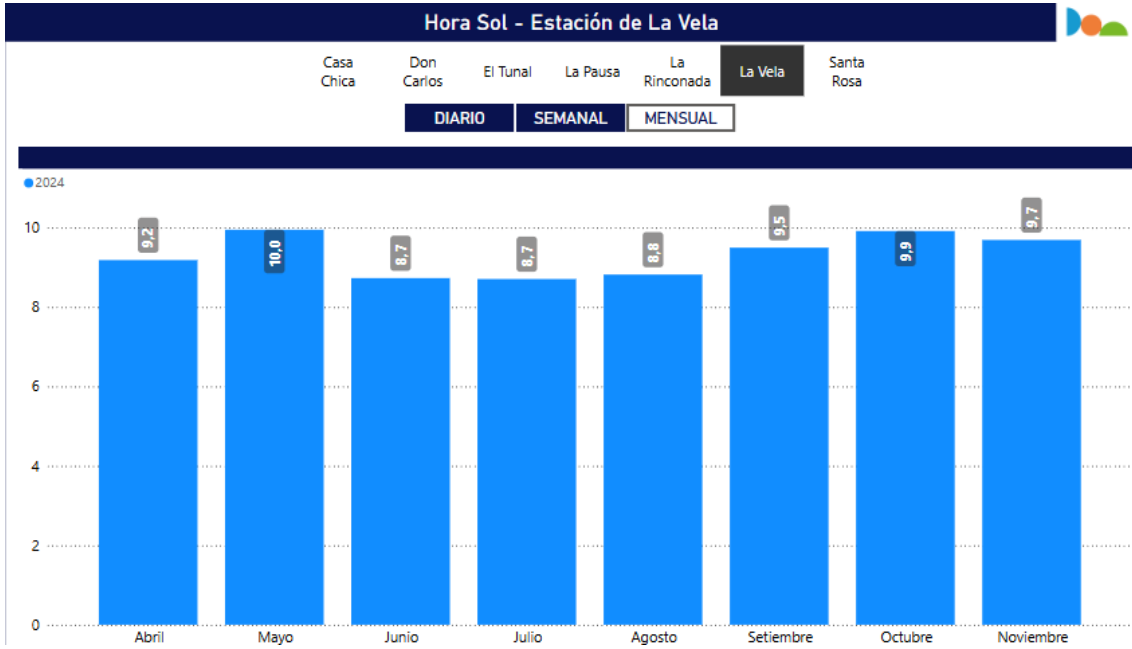 Hora Sol - Estación de La Vela
Casa Chica
Don Carlos
El Tunal
La Pausa
La Rinconada
La Vela
Santa Rosa
DIARIO
SEMANAL
MENSUAL
2024
10
8
6
4
2
0
9,2
10,0
8,7
8,7
8,8
9,5
9,9
9,7
Abril
Mayo
Junio
Julio
Agosto
Setiembre
Octubre
Noviembre